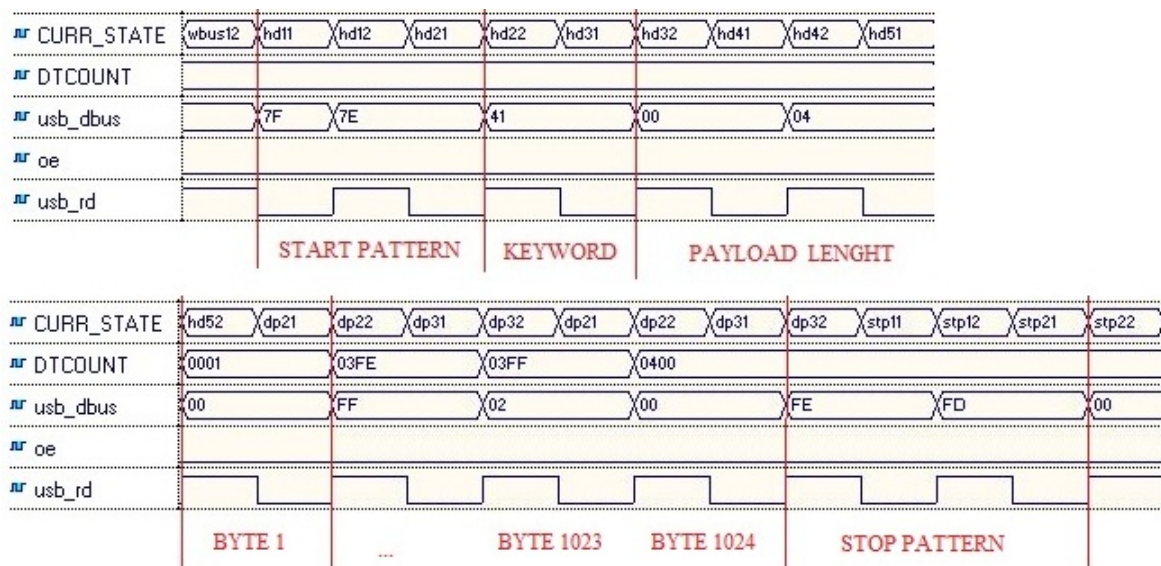 CURR_STATE wbus12 hd11 hd12 hd21 hd22 hd31 hd32 hd41 hd42 hd51
DTCOUNT
usb_dbus 7F 7E 41 00 04
oe
usb_rd
START PATTERN KEYWORD PAYLOAD LENGHT
CURR_STATE hd52 dp21 dp22 dp31 dp32 dp21 dp22 dp31 dp32 stp11 stp12 stp21 stp22
DTCOUNT 0001 03FE 03FF 0400
usb_dbus 00 FF 02 00 FE FD 00
oe
usb_rd
BYTE 1 ... BYTE 1023 BYTE 1024 STOP PATTERN